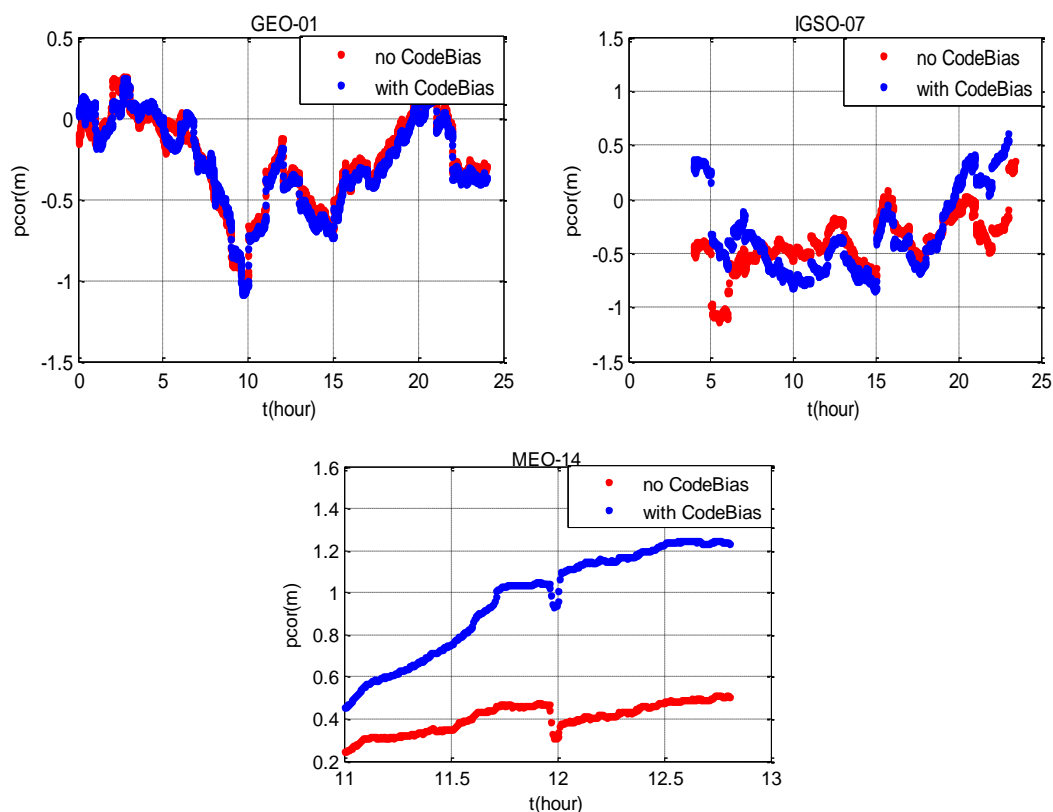 GEO-01
0.5
0
-0.5
-1
-1.5
pcor(m)
no CodeBias
with CodeBias
0 5 10 15 20 25
t(hour)
IGSO-07
1.5
1
0.5
0
-0.5
-1
-1.5
pcor(m)
no CodeBias
with CodeBias
0 5 10 15 20 25
t(hour)
MEO-14
1.6
1.4
1.2
1
0.8
0.6
0.4
0.2
pcor(m)
no CodeBias
with CodeBias
11 11.5 12 12.5 13
t(hour)